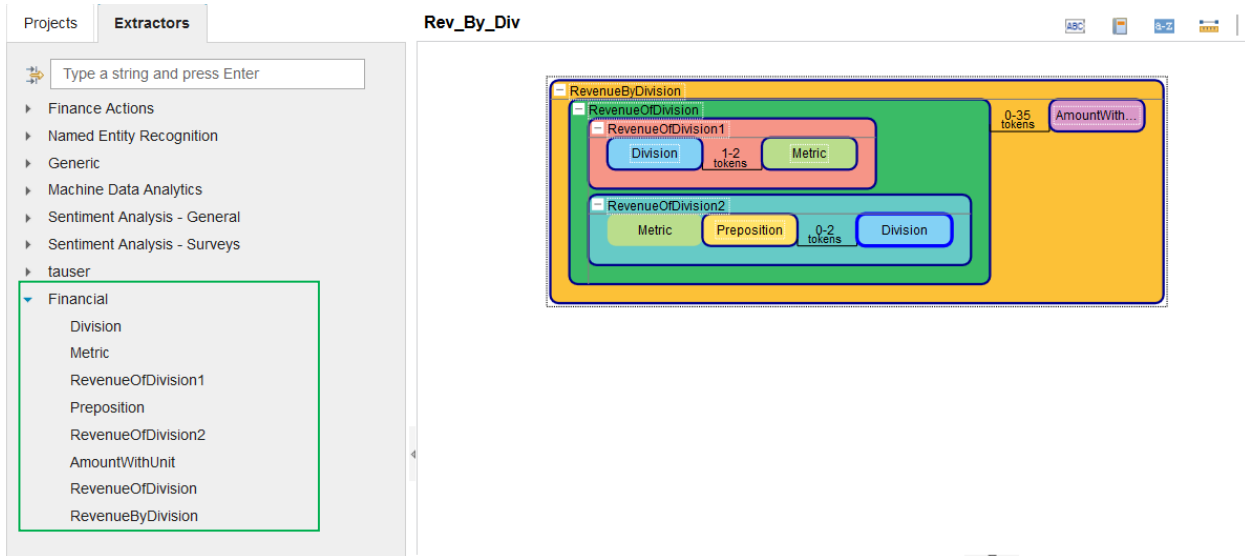 Projects
Extractors
Type a string and press Enter
Finance Actions
Named Entity Recognition
Generic
Machine Data Analytics
Sentiment Analysis - General
Sentiment Analysis - Surveys
tauser
Financial
Division
Metric
RevenueOfDivision1
Preposition
RevenueOfDivision2
AmountWithUnit
RevenueOfDivision
RevenueByDivision
Rev_By_Div
ABC
a-z
RevenueByDivision
RevenueOfDivision
RevenueOfDivision1
Division
1-2
tokens
Metric
RevenueOfDivision2
Metric
Preposition
0-2
tokens
Division
0-35
tokens
AmountWith...